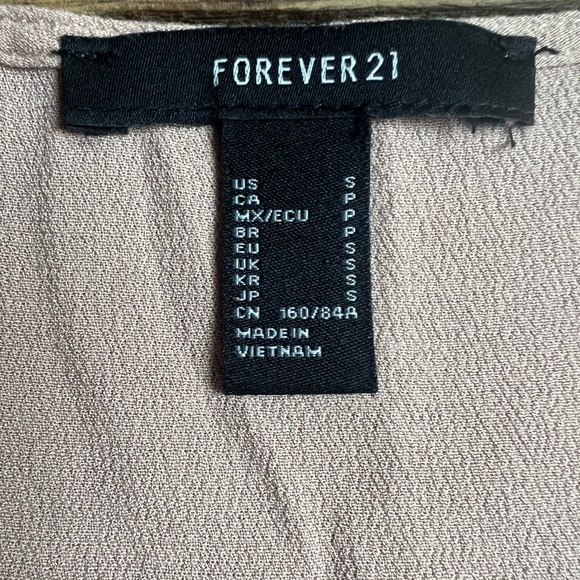 FOREVER 21
US S
CA P
MX/ECU P
BR P
EU S
UK S
KR S
JP S
CN 160/84A
MADE IN
VIETNAM